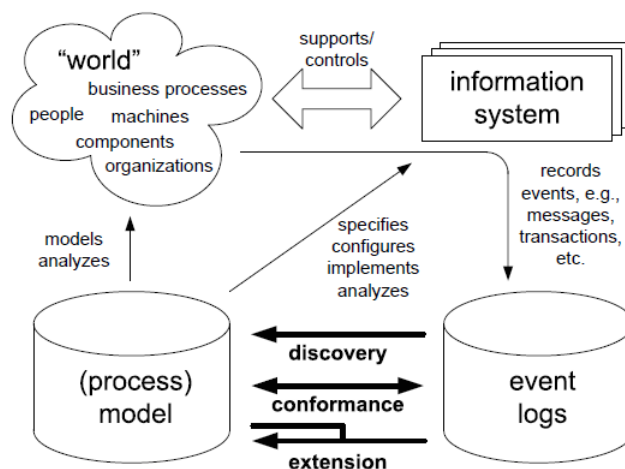 “world”
business processes
people machines
components
organizations
supports/
controls
information
system
records
events, e.g.,
messages,
transactions,
etc.
models
analyzes
specifies
configures
implements
analyzes
(process)
model
discovery
conformance
extension
event
logs